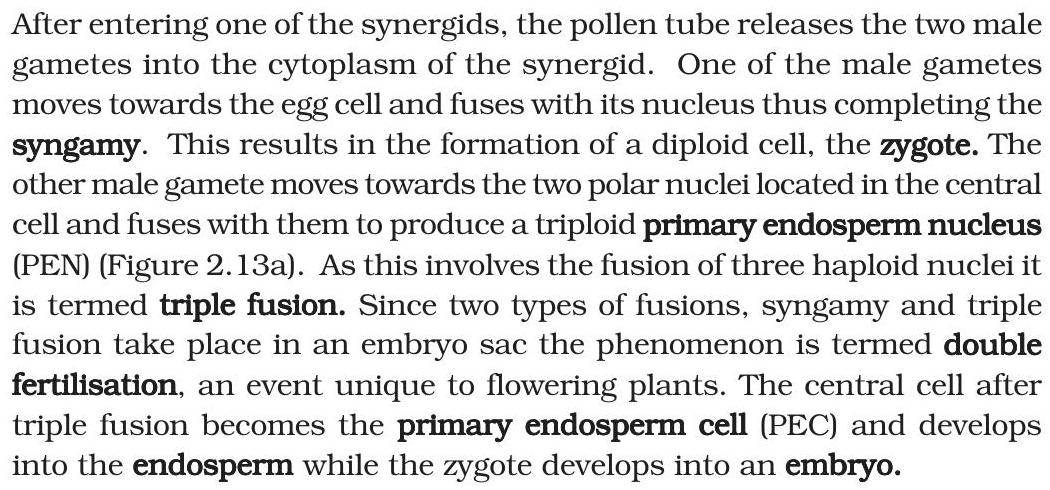 After entering one of the synergids, the pollen tube releases the two male
gametes into the cytoplasm of the synergid. One of the male gametes
moves towards the egg cell and fuses with its nucleus thus completing the
syngamy. This results in the formation of a diploid cell, the zygote. The
other male gamete moves towards the two polar nuclei located in the central
cell and fuses with them to produce a triploid primary endosperm nucleus
(PEN) (Figure 2.13a). As this involves the fusion of three haploid nuclei it
is termed triple fusion. Since two types of fusions, syngamy and triple
fusion take place in an embryo sac the phenomenon is termed double
fertilisation, an event unique to flowering plants. The central cell after
triple fusion becomes the primary endosperm cell (PEC) and develops
into the endosperm while the zygote develops into an embryo.